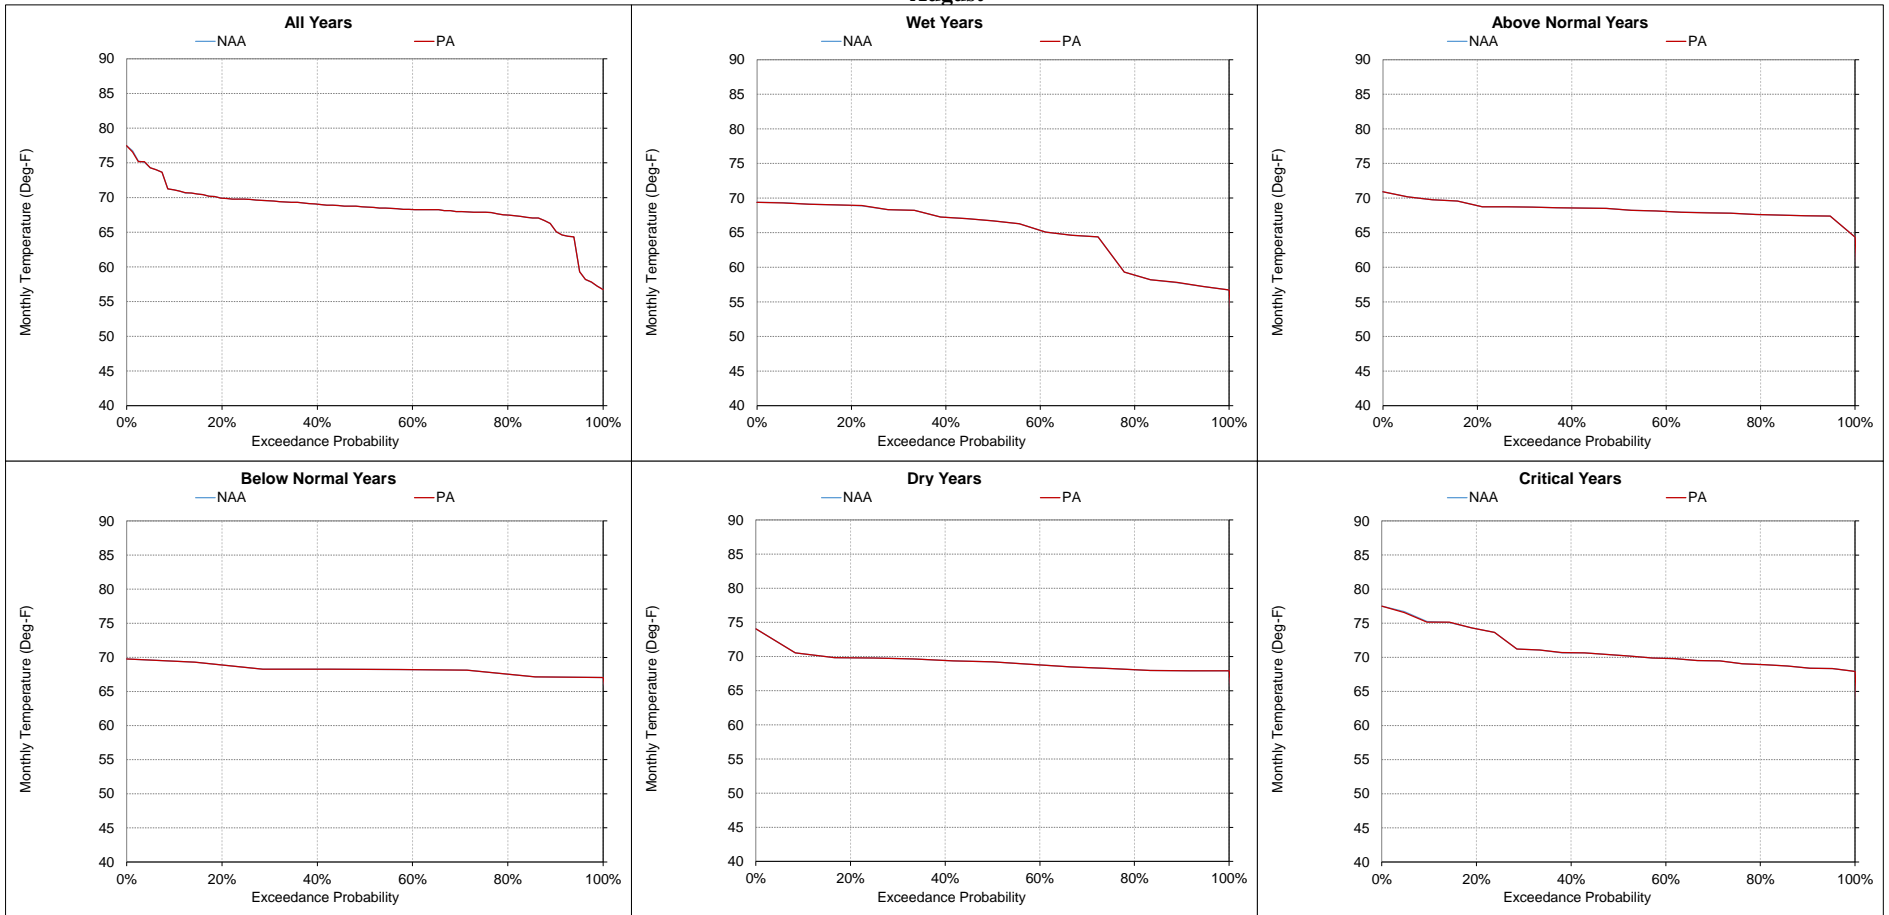 August
All Years
NAA PA
Monthly Temperature (Deg-F)
90
85
80
75
70
65
60
55
50
45
40
0% 20% 40% 60% 80% 100%
Exceedance Probability
Wet Years
NAA PA
Monthly Temperature (Deg-F)
90
85
80
75
70
65
60
55
50
45
40
0% 20% 40% 60% 80% 100%
Exceedance Probability
Above Normal Years
NAA PA
Monthly Temperature (Deg-F)
90
85
80
75
70
65
60
55
50
45
40
0% 20% 40% 60% 80% 100%
Exceedance Probability
Below Normal Years
NAA PA
Monthly Temperature (Deg-F)
90
85
80
75
70
65
60
55
50
45
40
0% 20% 40% 60% 80% 100%
Exceedance Probability
Dry Years
NAA PA
Monthly Temperature (Deg-F)
90
85
80
75
70
65
60
55
50
45
40
0% 20% 40% 60% 80% 100%
Exceedance Probability
Critical Years
NAA PA
Monthly Temperature (Deg-F)
90
85
80
75
70
65
60
55
50
45
40
0% 20% 40% 60% 80% 100%
Exceedance Probability